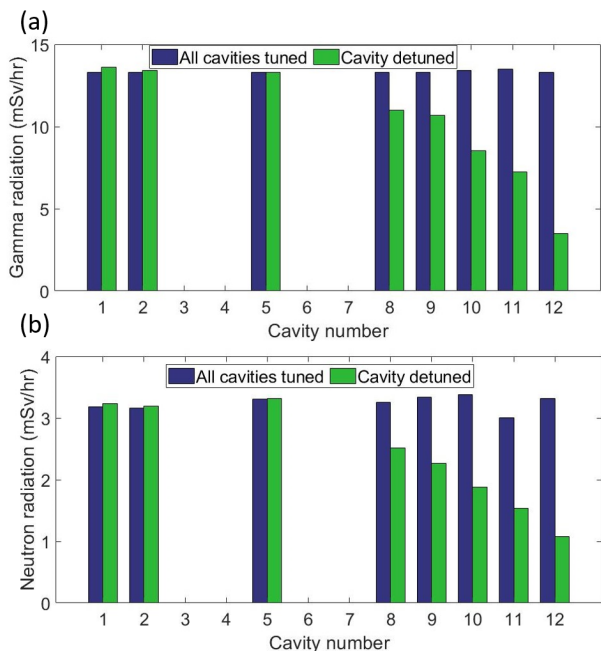 (a)
15
All cavities tuned Cavity detuned
10
5
0
Gamma radiation (mSv/hr)
1 2 3 4 5 6 7 8 9 10 11 12
Cavity number
(b)
4
All cavities tuned Cavity detuned
3
2
1
0
Neutron radiation (mSv/hr)
1 2 3 4 5 6 7 8 9 10 11 12
Cavity number